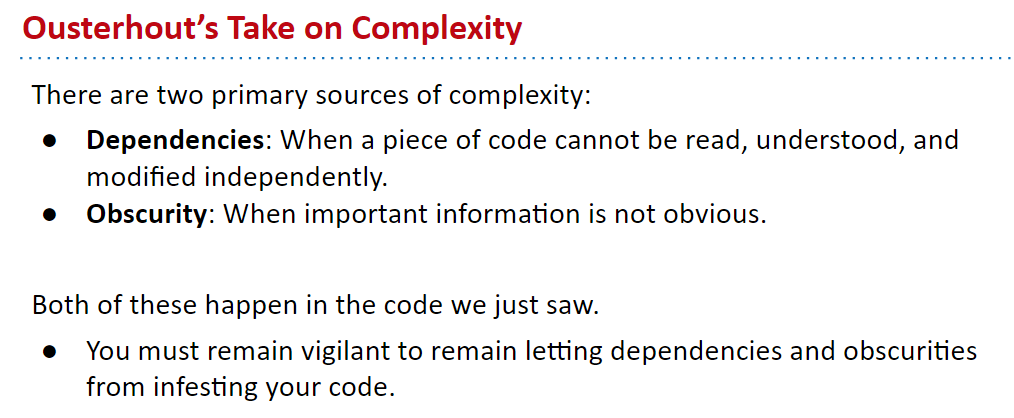 Ousterhout's Take on Complexity
There are two primary sources of complexity:
● Dependencies: When a piece of code cannot be read, understood, and
modified independently.
● Obscurity: When important information is not obvious.
Both of these happen in the code we just saw.
● You must remain vigilant to remain letting dependencies and obscurities
from infesting your code.